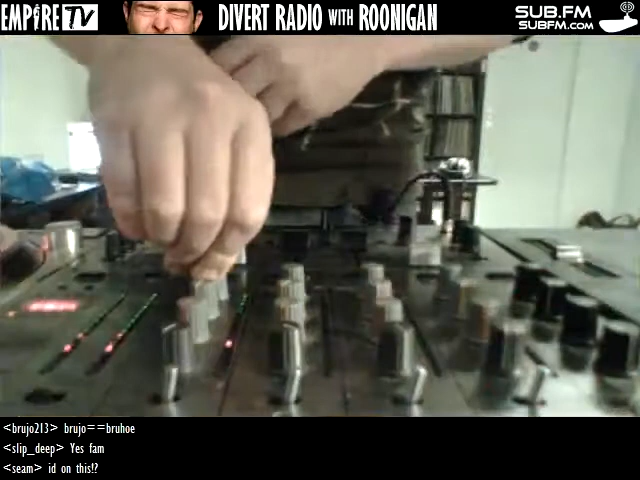 EMPIRE TV
DIVERT RADIO WITH ROONIGAN
SUB.FM
SUBFM.COM
<brujo213> brujo==bruhoe
<slip_deep> Yes fam
<seam> id on this!?